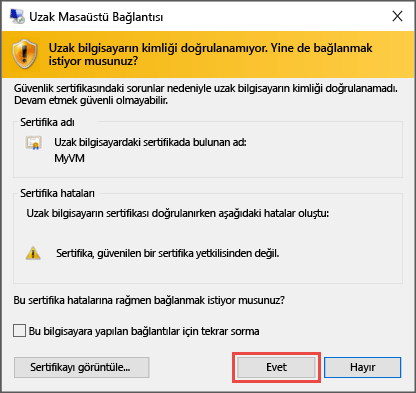 Uzak Masaüstü Bağlantısı
Uzak bilgisayarın kimliği doğrulanamıyor. Yine de bağlanmak
istiyor musunuz?
Güvenlik sertifikasındaki sorunlar nedeniyle uzak bilgisayarın kimliği doğrulanamadı.
Devam etmek güvenli olmayabilir.
Sertifika adı
Uzak bilgisayardaki sertifikada bulunan ad:
MyVM
Sertifika hataları
Uzak bilgisayarın sertifikası doğrulanırken aşağıdaki hatalar oluştu:
Sertifika, güvenilen bir sertifika yetkilisinden değil.
Bu sertifika hatalarına rağmen bağlanmak istiyor musunuz?
Bu bilgisayara yapılan bağlantılar için tekrar sorma
Sertifikayı görüntüle...
Evet
Hayır